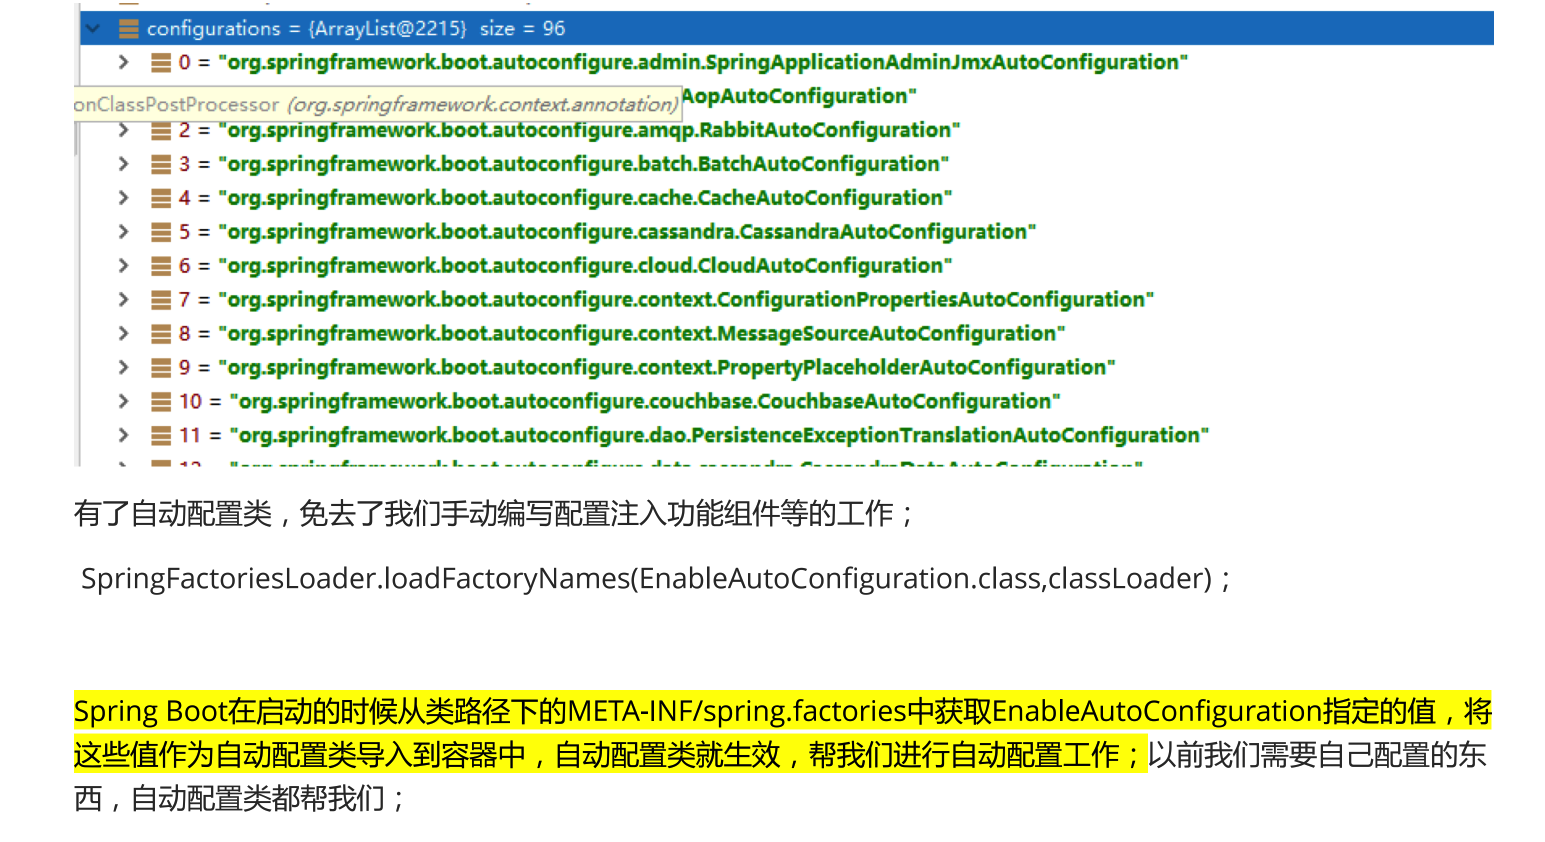 configurations = {ArrayList@2215} size = 96
0 = "org.springframework.boot.autoconfigure.admin.SpringApplicationAdminJmxAutoConfiguration"
onClassPostProcessor (org.springframework.context.annotation) AopAutoConfiguration"
2 = "org.springframework.boot.autoconfigure.amqp.RabbitAutoConfiguration"
3 = "org.springframework.boot.autoconfigure.batch.BatchAutoConfiguration"
4 = "org.springframework.boot.autoconfigure.cache.CacheAutoConfiguration"
5 = "org.springframework.boot.autoconfigure.cassandra.CassandraAutoConfiguration"
6 = "org.springframework.boot.autoconfigure.cloud.CloudAutoConfiguration"
7 = "org.springframework.boot.autoconfigure.context.ConfigurationPropertiesAutoConfiguration"
8 = "org.springframework.boot.autoconfigure.context.MessageSourceAutoConfiguration"
9 = "org.springframework.boot.autoconfigure.context.PropertyPlaceholderAutoConfiguration"
10 = "org.springframework.boot.autoconfigure.couchbase.CouchbaseAutoConfiguration"
11 = "org.springframework.boot.autoconfigure.dao.PersistenceExceptionTranslationAutoConfiguration"
有了自动配置类，免去了我们手动编写配置注入功能组件等的工作；
SpringFactoriesLoader.loadFactoryNames(EnableAutoConfiguration.class,classLoader)；
Spring Boot在启动的时候从类路径下的META-INF/spring.factories中获取EnableAutoConfiguration指定的值，将
这些值作为自动配置类导入到容器中，自动配置类就生效，帮我们进行自动配置工作；以前我们需要自己配置的东
西，自动配置类都帮我们；